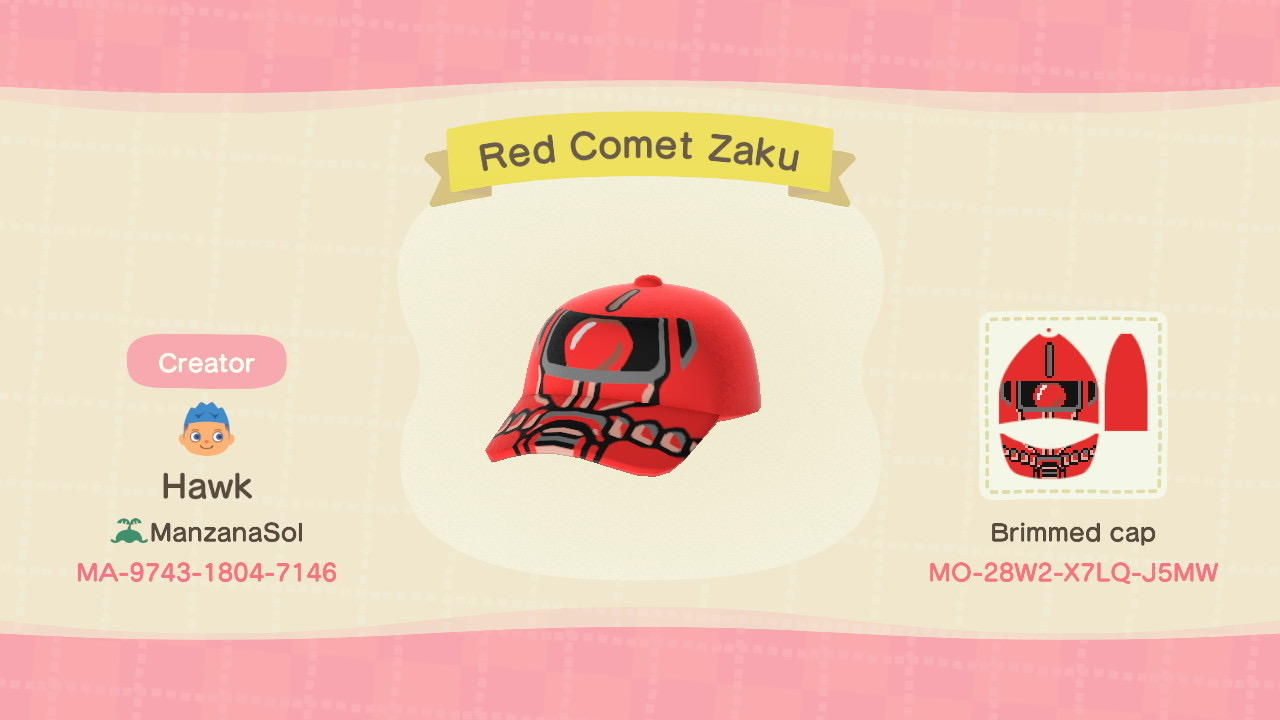 Red Comet Zaku
Creator
Hawk
ManzanaSol
MA-9743-1804-7146
Brimmed cap
MO-28W2-X7LQ-J5MW